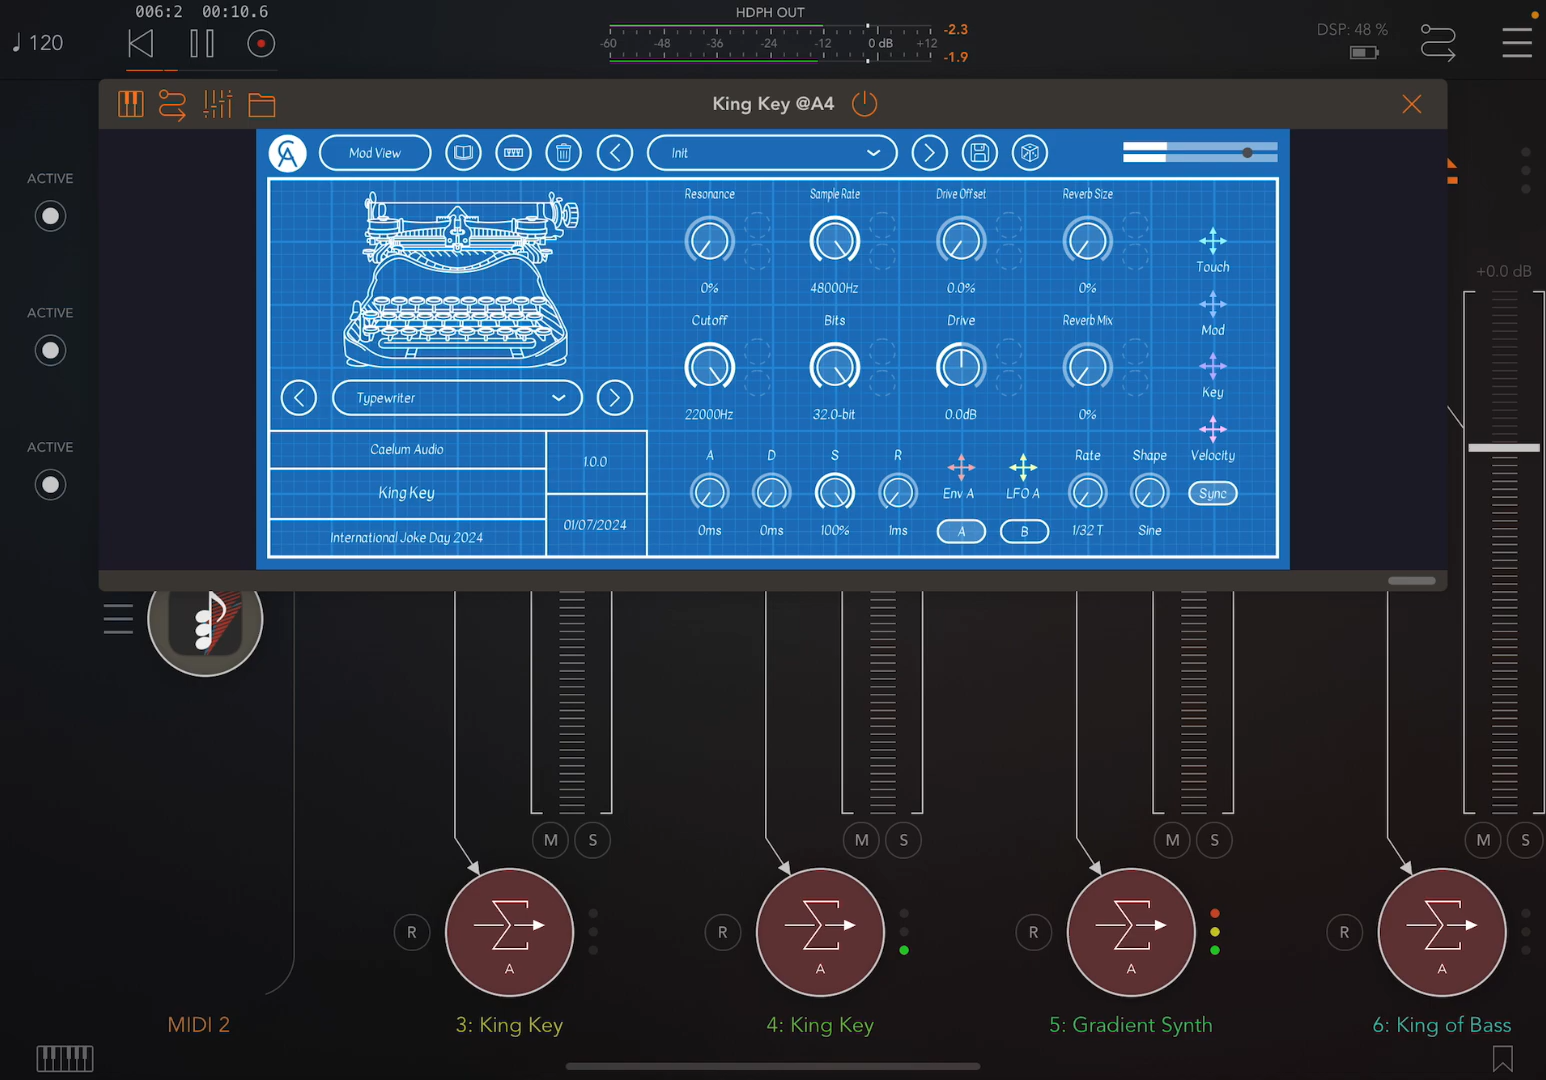 006:2 00:10.6
120
HDPH OUT
-60 -48 -36 -24 -12 0 dB +12
-2.3
-1.9
DSP: 48 %
King Key @A4
Mod View
Init
ACTIVE
ACTIVE
ACTIVE
Resonance Sample Rate Drive Offset Reverb Size
0% 48000Hz 0.0% 0%
Cutoff Bits Drive Reverb Mix
22000Hz 32.0-bit 0.0dB 0%
Touch
Mod
Key
Velocity
Typewriter
Caelum Audio
King Key
International Joke Day 2024
1.0.0
01/07/2024
A D S R Env A LFO A Rate Shape
0ms 0ms 100% 1ms A B 1/32 T Sine
Sync
+0.0 dB
M S M S M S M S
R R R R
A A A A
MIDI 2
3: King Key
4: King Key
5: Gradient Synth
6: King of Bass